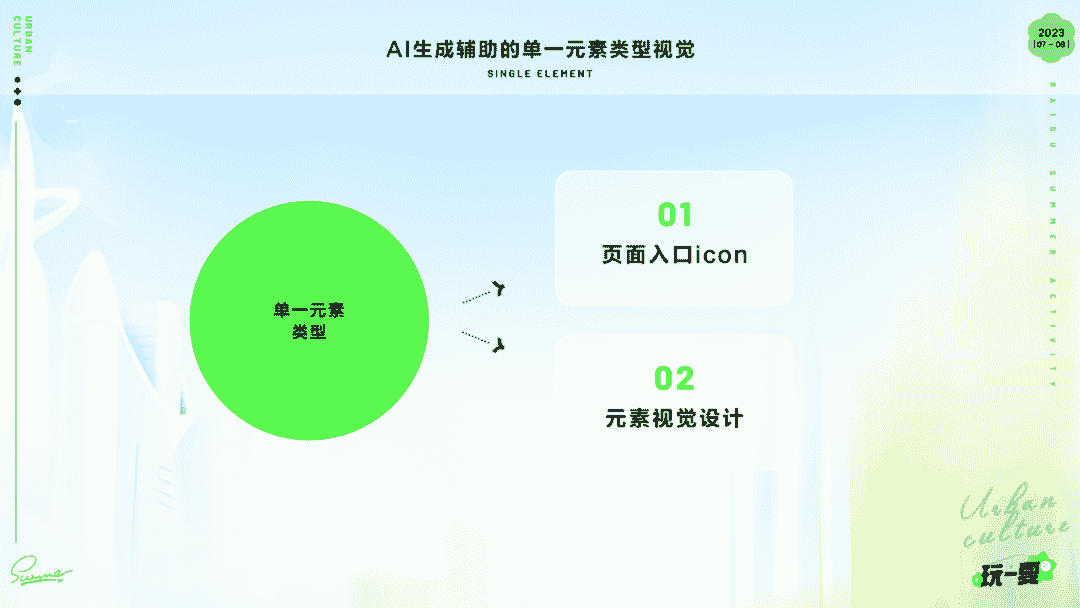 URBAN
CULTURE
AI生成辅助的单一元素类型视觉
SINGLE ELEMENT
2023
07-08
BAIDU SUMMER ACTIVITY
单一元素
类型
01
页面入口icon
02
元素视觉设计
Urban
culture
玩一夏